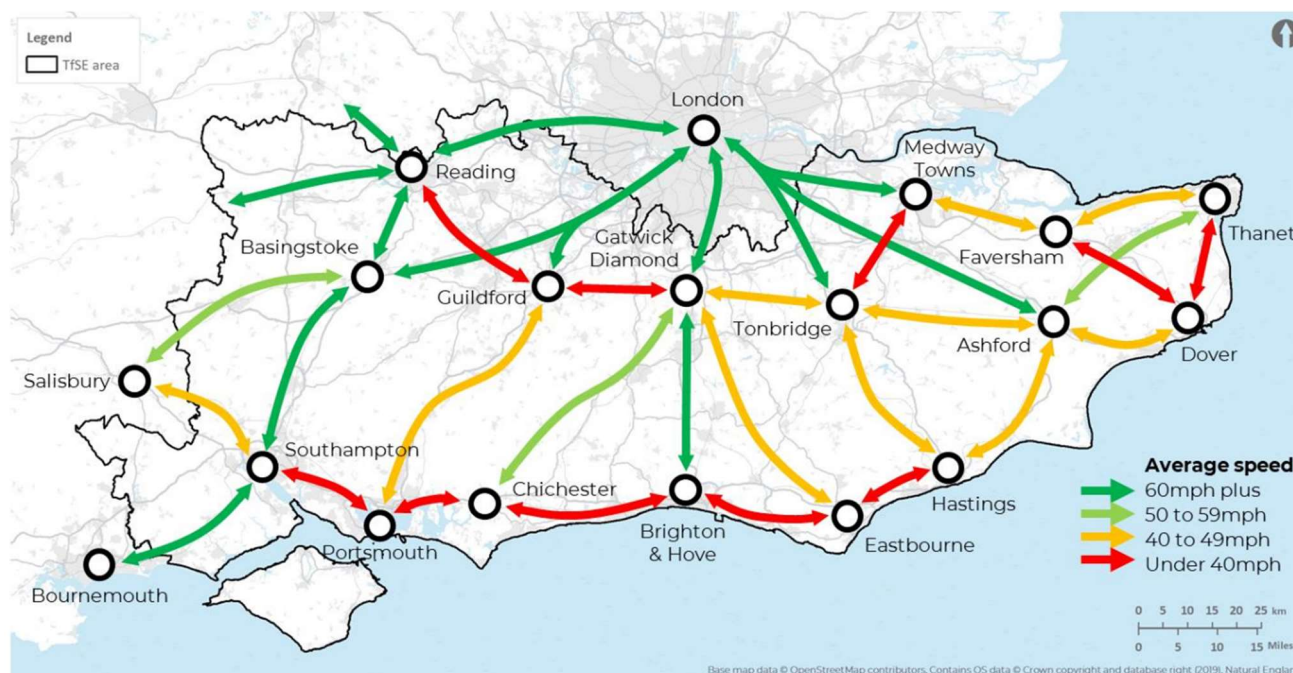 Legend
TfSE area
London
Medway
Towns
Reading
Thanet
Basingstoke
Gatwick
Diamond
Faversham
Guildford
Tonbridge
Ashford
Dover
Salisbury
Southampton
Chichester
Hastings
Portsmouth
Brighton
& Hove
Eastbourne
Bournemouth
Average speed
60mph plus
50 to 59mph
40 to 49mph
Under 40mph
0 5 10 15 20 25 km
0 5 10 15 Miles
Base map data © OpenStreetMap contributors, Contains OS data © Crown copyright and database right (2019), Natural Englan